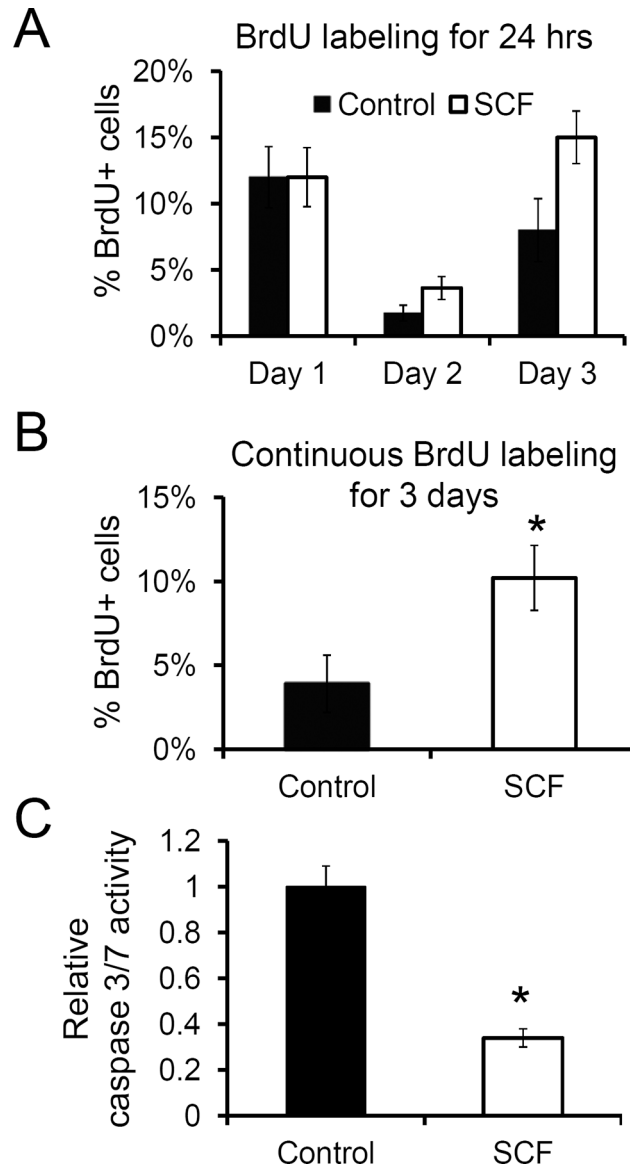 A
BrdU labeling for 24 hrs
20%
15%
10%
5%
0%
% BrdU+ cells
Control SCF
Day 1 Day 2 Day 3
B
Continuous BrdU labeling
for 3 days
15%
10%
5%
0%
% BrdU+ cells
*
Control SCF
C
1.2
1
0.8
0.6
0.4
0.2
0
Relative
caspase 3/7 activity
*
Control SCF